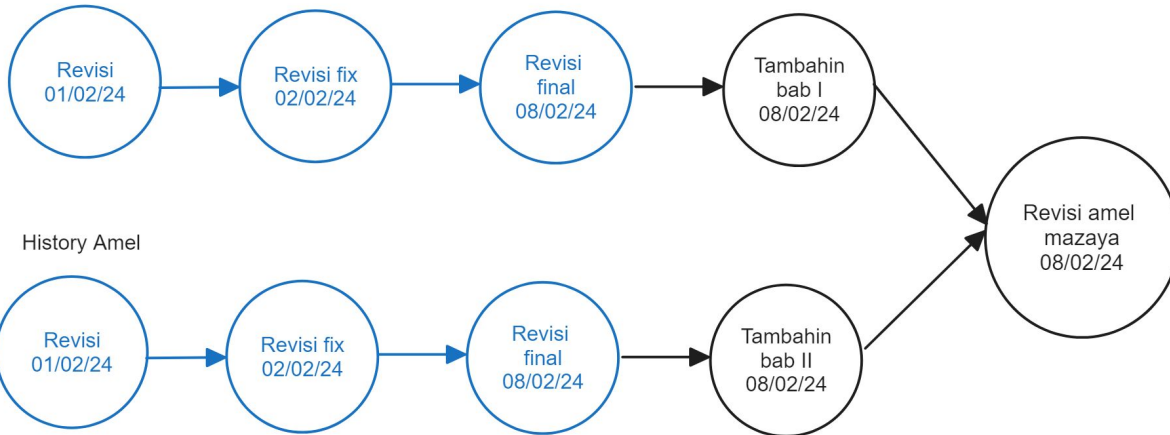 Revisi
01/02/24
Revisi fix
02/02/24
Revisi
final
08/02/24
Tambahin
bab I
08/02/24
Revisi amel
mazaya
08/02/24
History Amel
Revisi
01/02/24
Revisi fix
02/02/24
Revisi
final
08/02/24
Tambahin
bab II
08/02/24